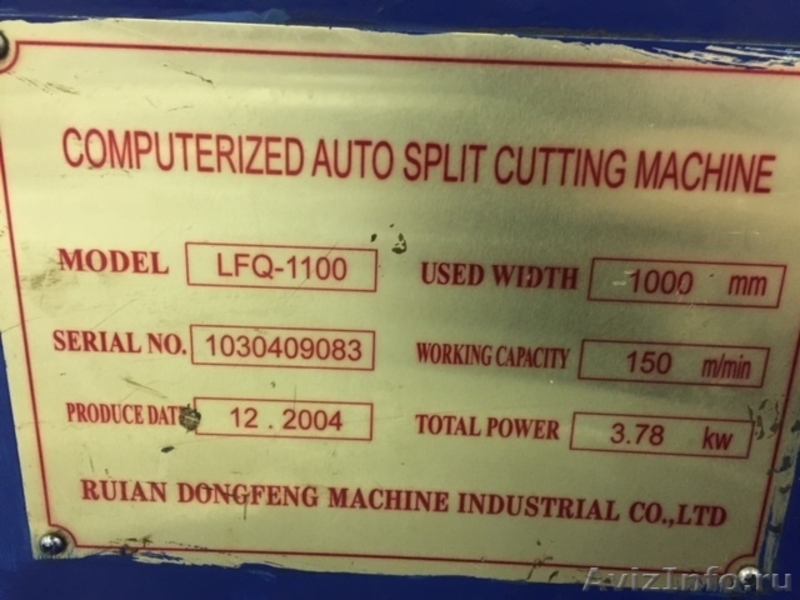 COMPUTERIZED AUTO SPLIT CUTTING MACHINE
MODEL LFQ-1100 USED WIDTH 1000 mm
SERIAL NO. 1030409083 WORKING CAPACITY 150 m/min
PRODUCE DATE 12 . 2004 TOTAL POWER 3.78 kw
RUIAN DONGFENG MACHINE INDUSTRIAL CO.,LTD
AvizInfo.ru